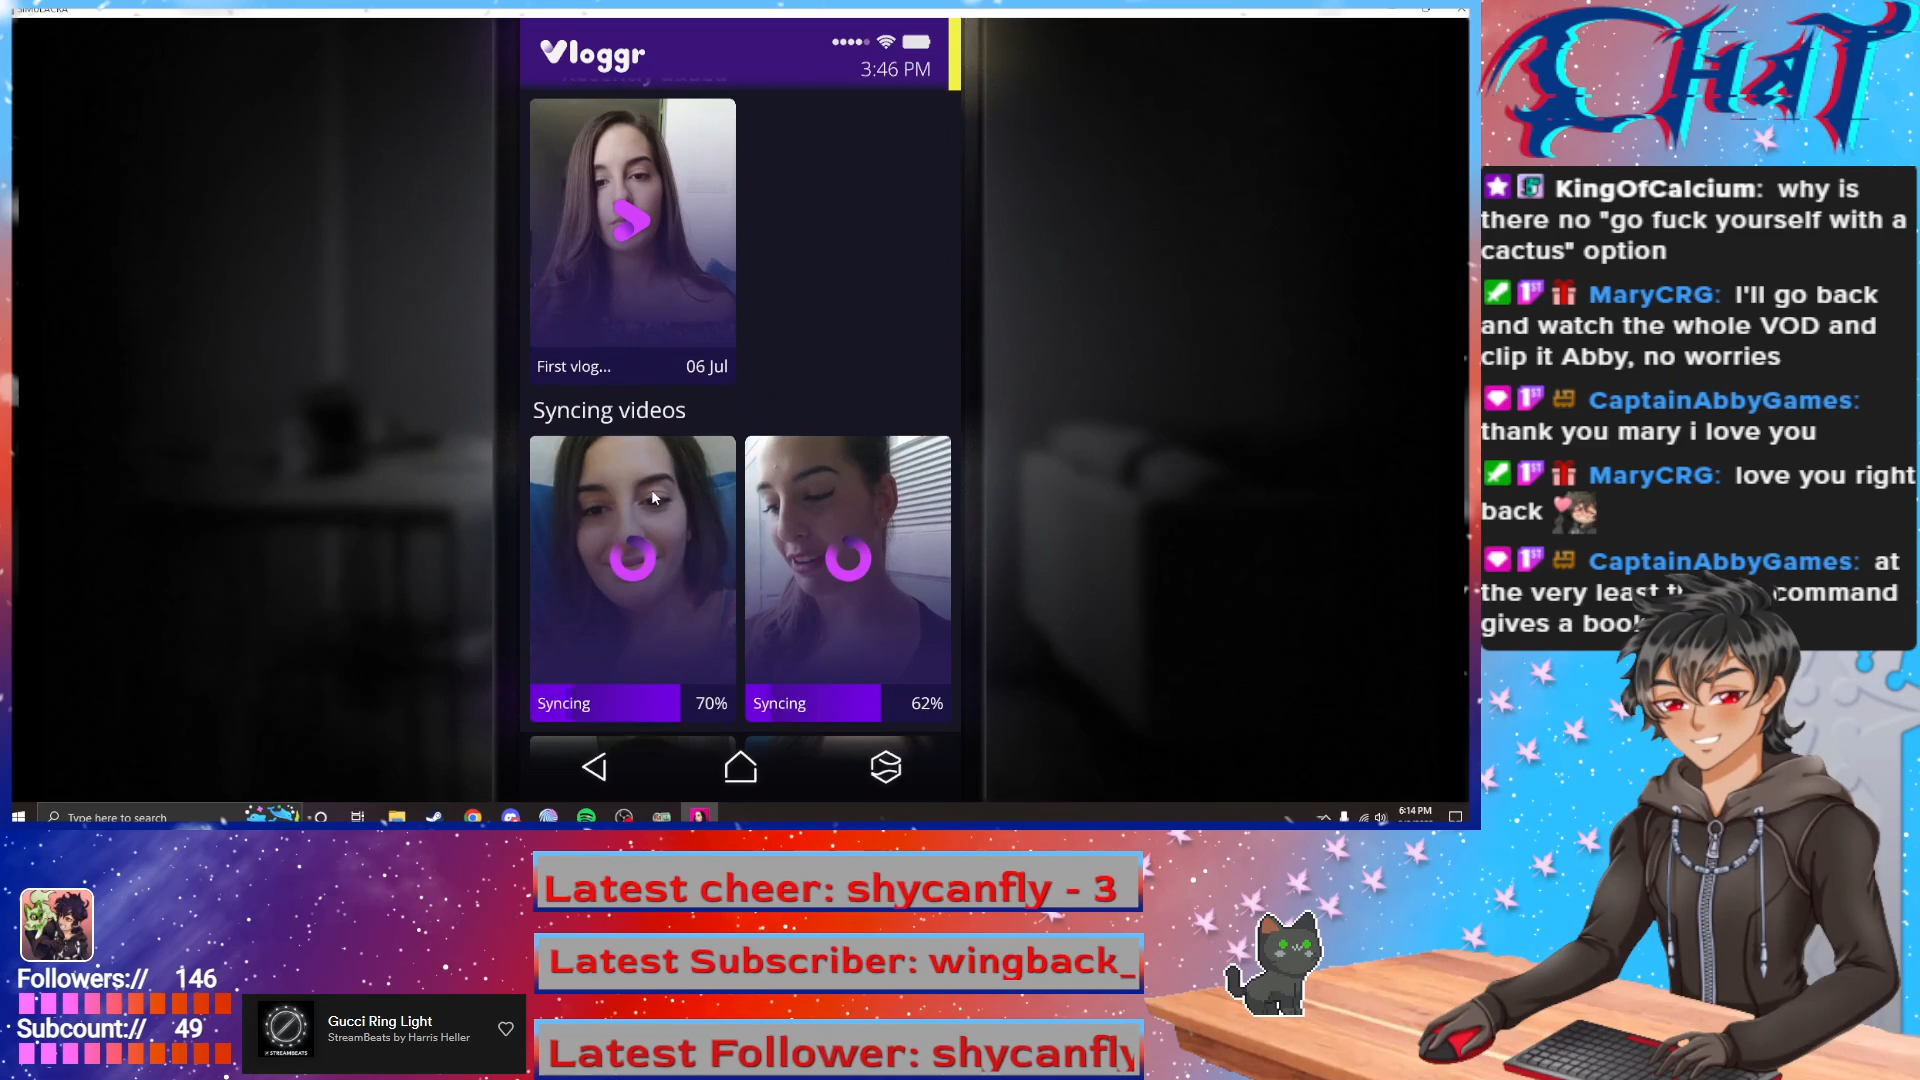 SIMULACRA
Vloggr
3:46 PM
First vlog...
06 Jul
Syncing videos
Syncing
70%
Syncing
62%
Type here to search
6:14 PM
CHAT
KingOfCalcium: why is
there no "go fuck yourself with a
cactus" option
MaryCRG: I'll go back
and watch the whole VOD and
clip it Abby, no worries
CaptainAbbyGames:
thank you mary i love you
MaryCRG: love you right
back
CaptainAbbyGames: at
the very least command
gives a
Latest cheer: shycanfly - 3
Latest Subscriber: wingback_
Latest Follower: shycanfly
Followers:// 146
Subcount:// 49
Gucci Ring Light
StreamBeats by Harris Heller
STREAMBEATS